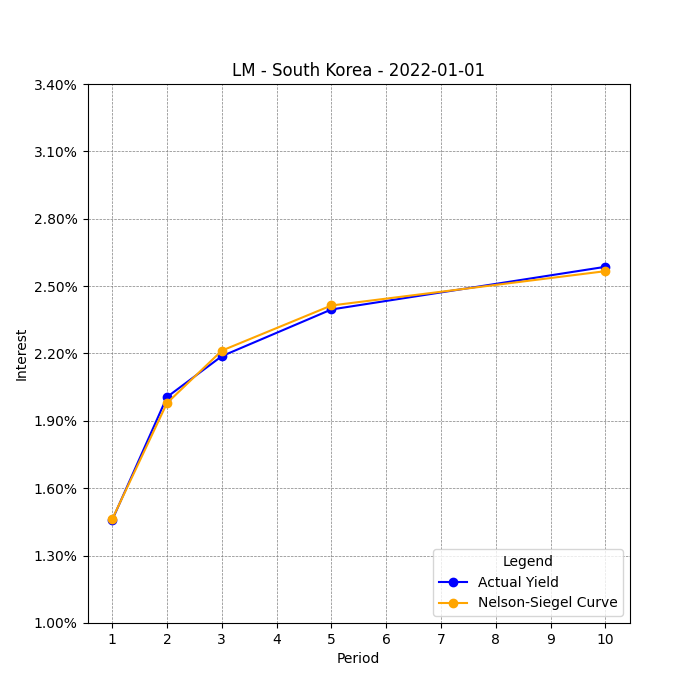 LM - South Korea - 2022-01-01
3.40%
3.10%
2.80%
2.50%
2.20%
1.90%
1.60%
1.30%
1.00%
Interest
Legend
Actual Yield
Nelson-Siegel Curve
1 2 3 4 5 6 7 8 9 10
Period